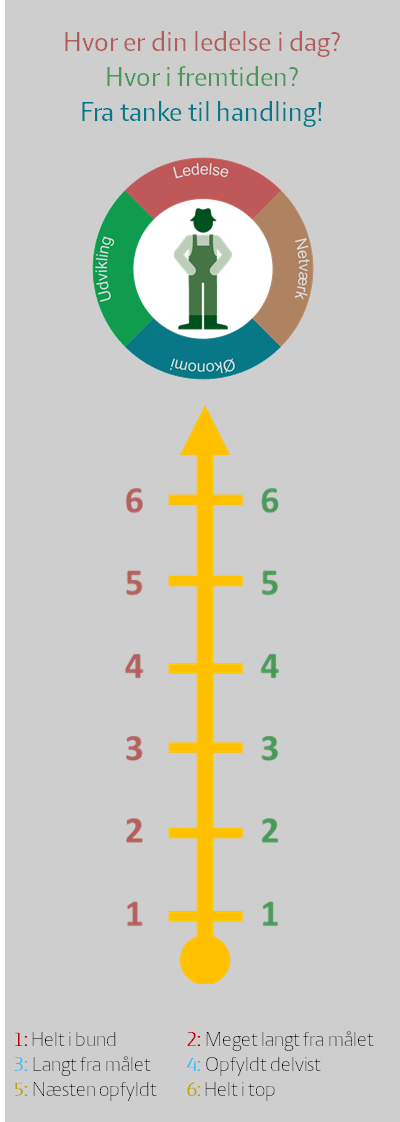 Hvor er din ledelse i dag?
Hvor i fremtiden?
Fra tanke til handling!
Ledelse
Udvikling
Netværk
Økonomi
6 6
5 5
4 4
3 3
2 2
1 1
1: Helt i bund 2: Meget langt fra målet
3: Langt fra målet 4: Opfyldt delvist
5: Næsten opfyldt 6: Helt i top